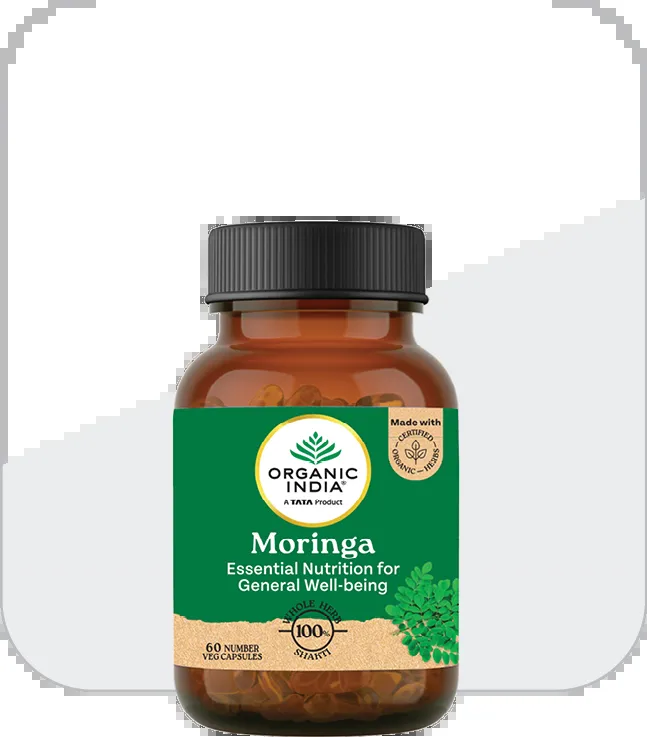 Made with
CERTIFIED
ORGANIC — HERBS
ORGANIC
INDIA®
A TATA Product
Moringa
Essential Nutrition for
General Well-being
WHOLE HERB
100%
SHAKTI
60 NUMBER
VEG CAPSULES